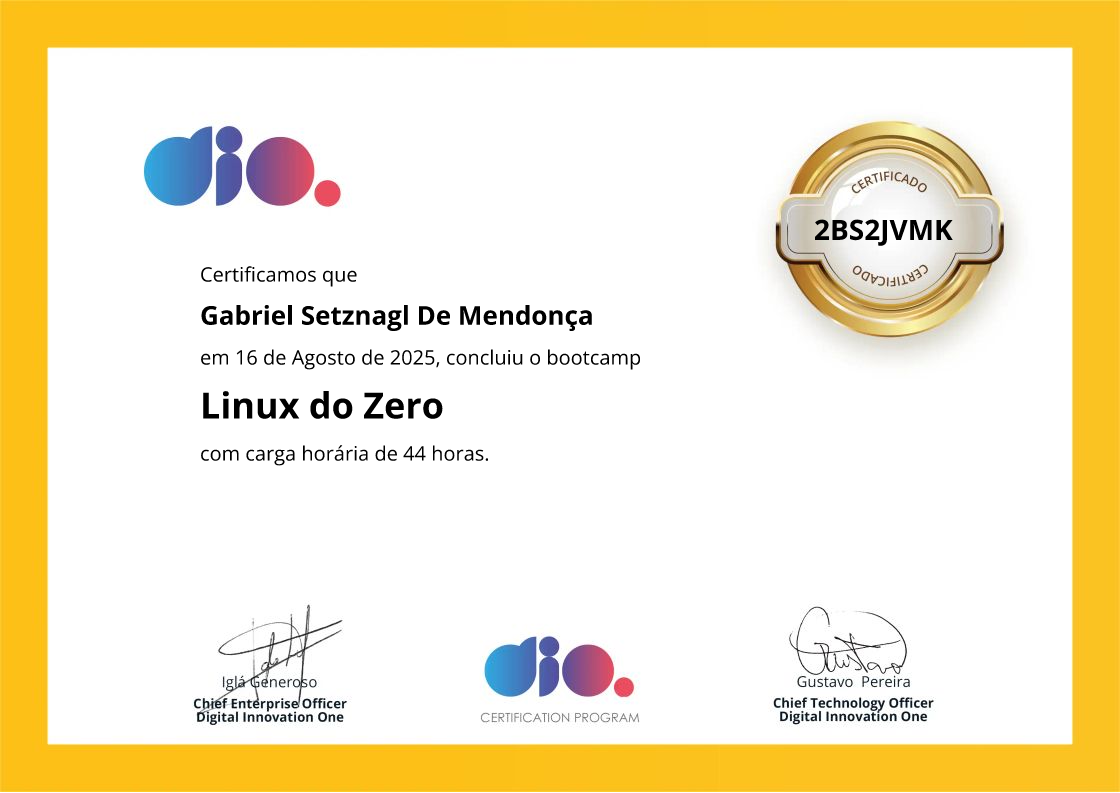 dio.
CERTIFICADO
2BS2JVMK
CERTIFICADO
Certificamos que
Gabriel Setznagl De Mendonça
em 16 de Agosto de 2025, concluiu o bootcamp
Linux do Zero
com carga horária de 44 horas.
Iglá Generoso
Chief Enterprise Officer
Digital Innovation One
dio.
CERTIFICATION PROGRAM
Gustavo
Gustavo Pereira
Chief Technology Officer
Digital Innovation One